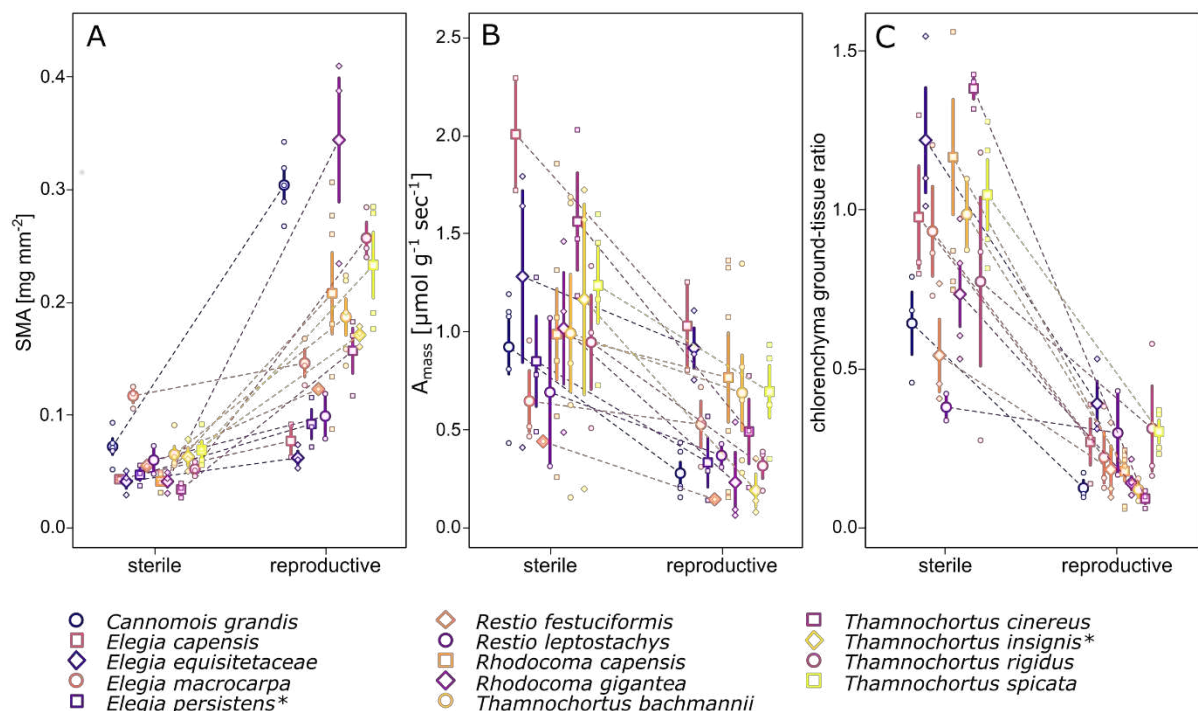 A
SMA [mg mm⁻²]
0.4
0.3
0.2
0.1
0.0
sterile reproductive
B
A_mass [µmol g⁻¹ sec⁻¹]
2.5
2.0
1.5
1.0
0.5
0.0
sterile reproductive
C
chlorenchyma ground-tissue ratio
1.5
1.0
0.5
0.0
sterile reproductive
Cannomois grandis
Elegia capensis
Elegia equisitetaceae
Elegia macrocarpa
Elegia persistens*
Restio festuciformis
Restio leptostachys
Rhodocoma capensis
Rhodocoma gigantea
Thamnochortus bachmannii
Thamnochortus cinereus
Thamnochortus insignis*
Thamnochortus rigidus
Thamnochortus spicata